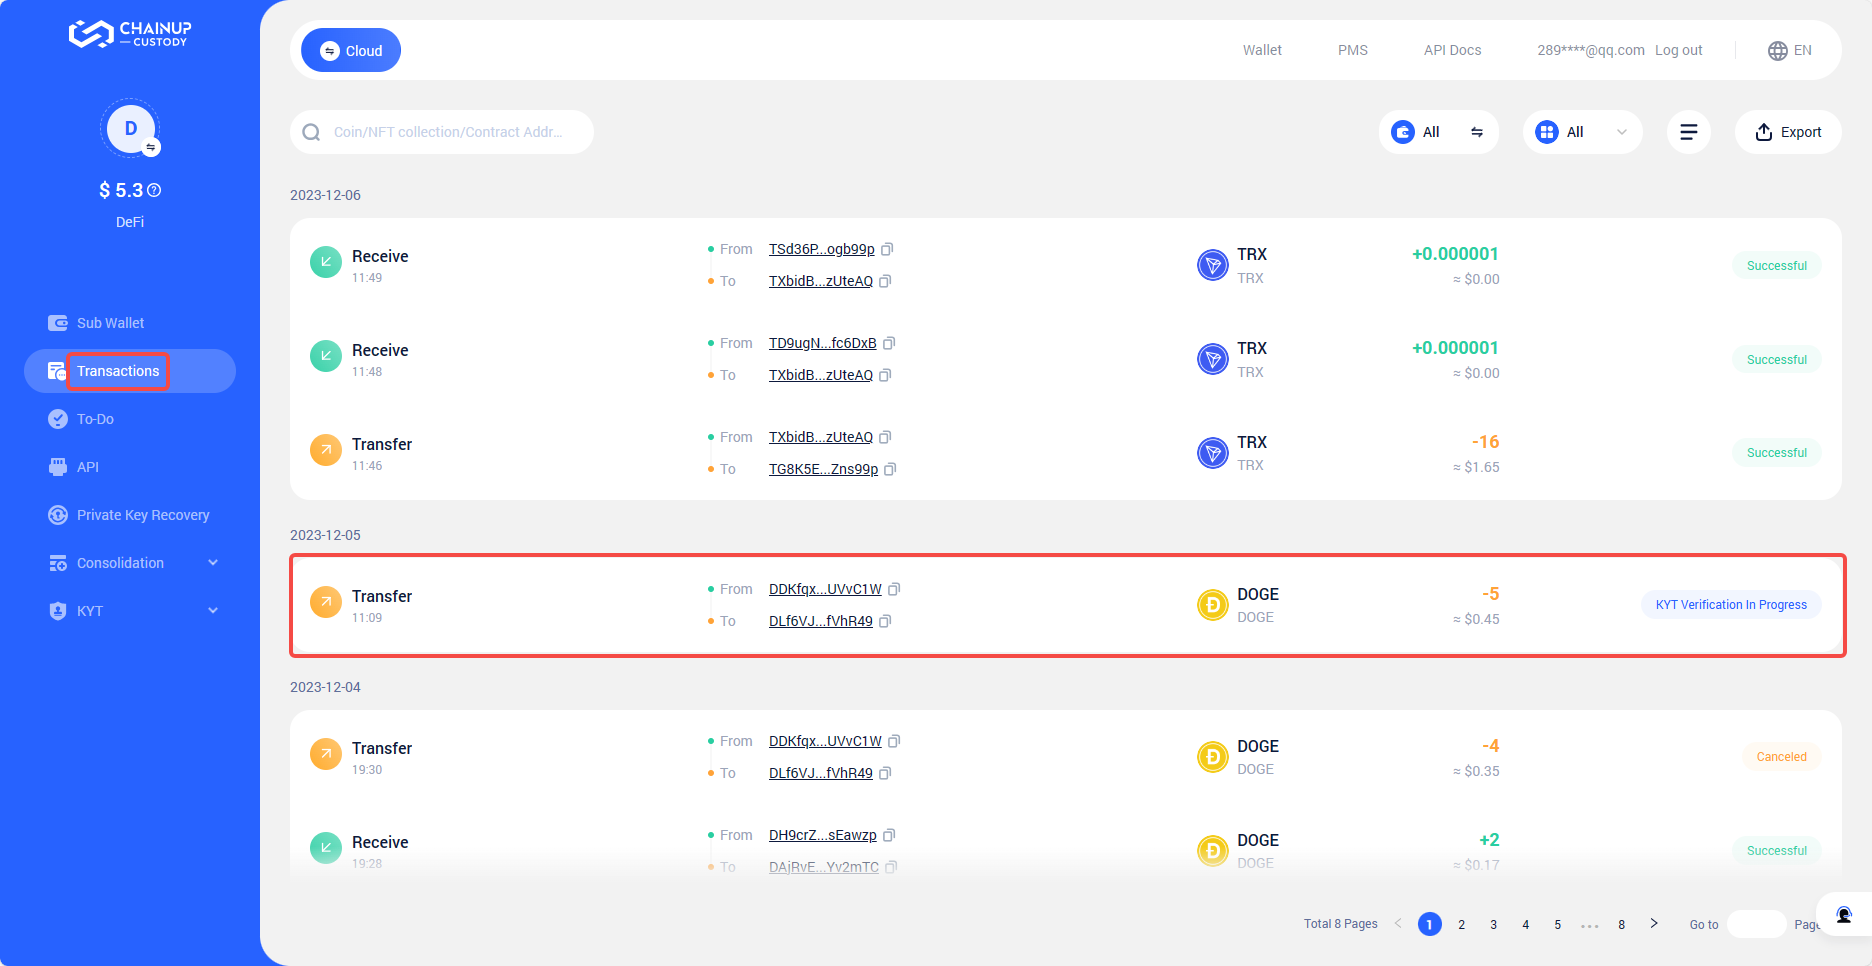 CHAINUP
CUSTODY
D
$ 5.3
DeFi
Sub Wallet
Transactions
To-Do
API
Private Key Recovery
Consolidation
KYT
Cloud
Wallet PMS API Docs 289****@qq.com Log out EN
Coin/NFT collection/Contract Addr...
All All Export
2023-12-06
Receive
11:49
From TSd36P...ogb99p
To TXbidB...zUteAQ
TRX
TRX
+0.000001
≈ $0.00
Successful
Receive
11:48
From TD9ugN...fc6DxB
To TXbidB...zUteAQ
TRX
TRX
+0.000001
≈ $0.00
Successful
Transfer
11:46
From TXbidB...zUteAQ
To TG8K5E...Zns99p
TRX
TRX
-16
≈ $1.65
Successful
2023-12-05
Transfer
11:09
From DDKfqx...UVvC1W
To DLf6VJ...fVhR49
DOGE
DOGE
-5
≈ $0.45
KYT Verification In Progress
2023-12-04
Transfer
19:30
From DDKfqx...UVvC1W
To DLf6VJ...fVhR49
DOGE
DOGE
-4
≈ $0.35
Canceled
Receive
19:28
From DH9crZ...sEawzp
To DAjRvE...Yv2mTC
DOGE
DOGE
+2
≈ $0.17
Successful
Total 8 Pages < 1 2 3 4 5 ... 8 > Go to Page